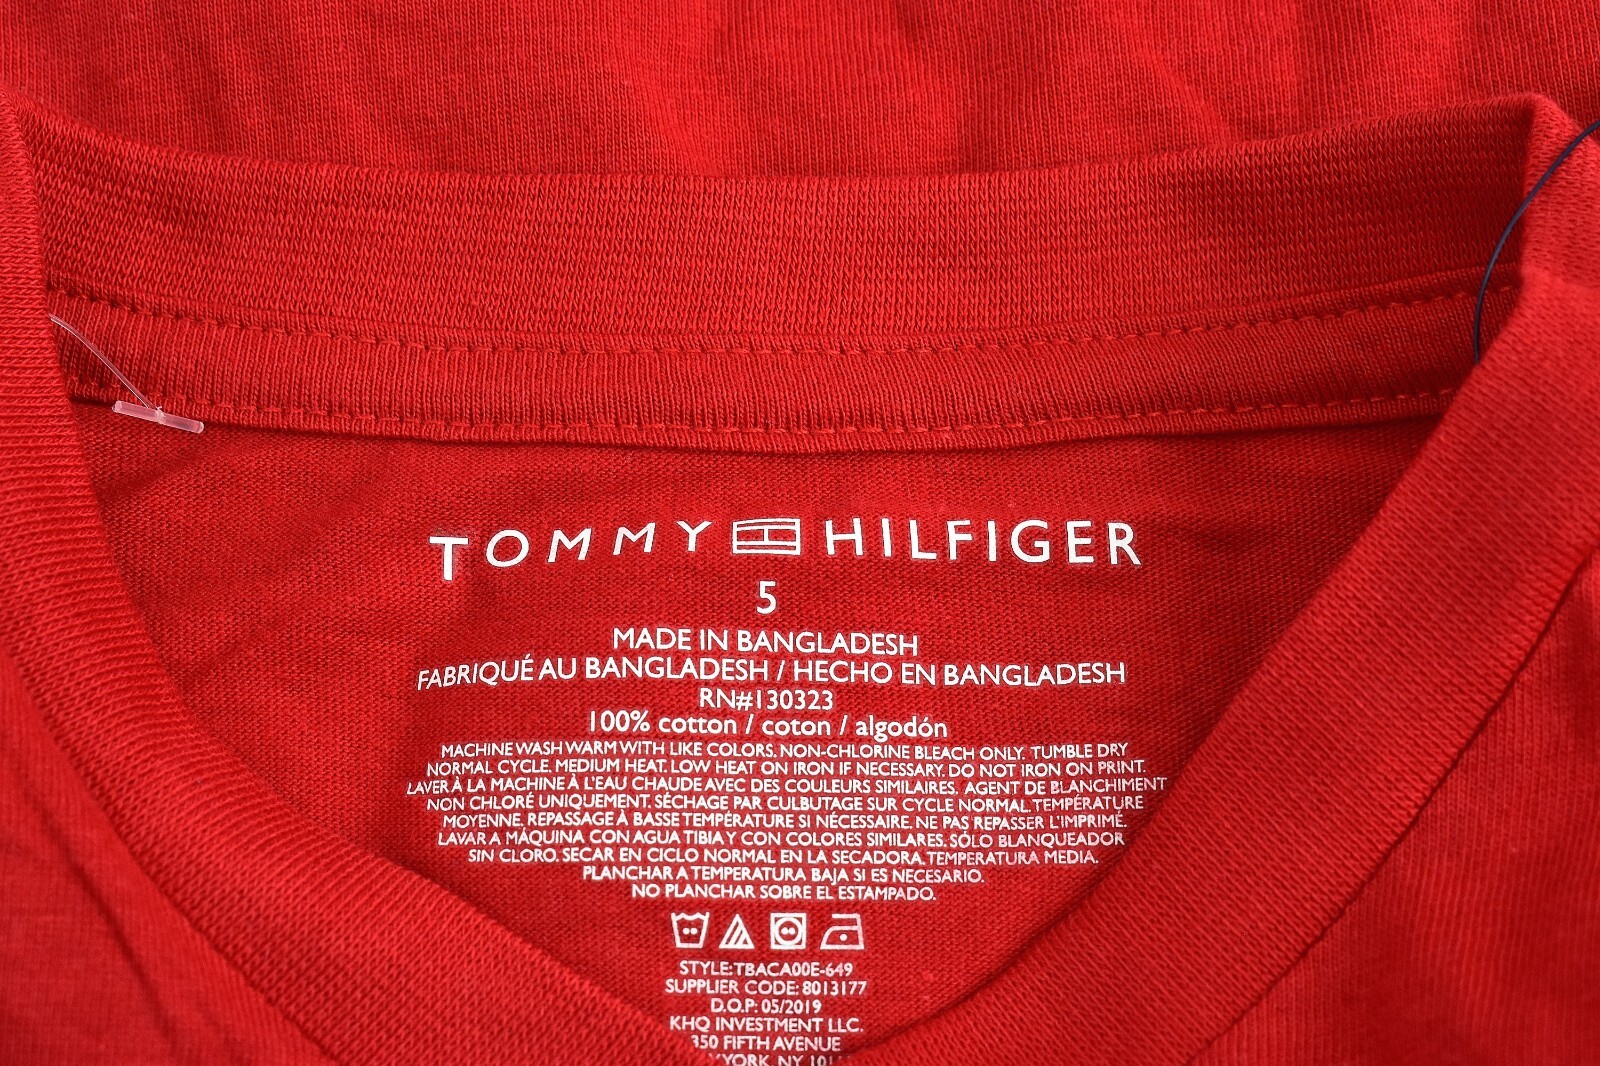 TOMMY HILFIGER
5
MADE IN BANGLADESH
FABRIQUÉ AU BANGLADESH / HECHO EN BANGLADESH
RN#130323
100% cotton / coton / algodón
MACHINE WASH WARM WITH LIKE COLORS. NON-CHLORINE BLEACH ONLY. TUMBLE DRY
NORMAL CYCLE. MEDIUM HEAT. LOW HEAT ON IRON IF NECESSARY. DO NOT IRON ON PRINT.
LAVER À LA MACHINE À L'EAU CHAUDE AVEC DES COULEURS SIMILAIRES. AGENT DE BLANCHIMENT
NON CHLORÉ UNIQUEMENT. SÉCHAGE PAR CULBUTAGE SUR CYCLE NORMAL. TEMPÉRATURE
MOYENNE. REPASSAGE À BASSE TEMPÉRATURE SI NÉCESSAIRE. NE PAS REPASSER L'IMPRIMÉ.
LAVAR A MÁQUINA CON AGUA TIBIA Y CON COLORES SIMILARES. SÓLO BLANQUEADOR
SIN CLORO. SECAR EN CICLO NORMAL EN LA SECADORA. TEMPERATURA MEDIA.
PLANCHAR A TEMPERATURA BAJA SI ES NECESARIO.
NO PLANCHAR SOBRE EL ESTAMPADO.
STYLE:TBACA00E-649
SUPPLIER CODE: 8013177
D.O.P: 05/2019
KHQ INVESTMENT LLC.
350 FIFTH AVENUE
YORK, NY